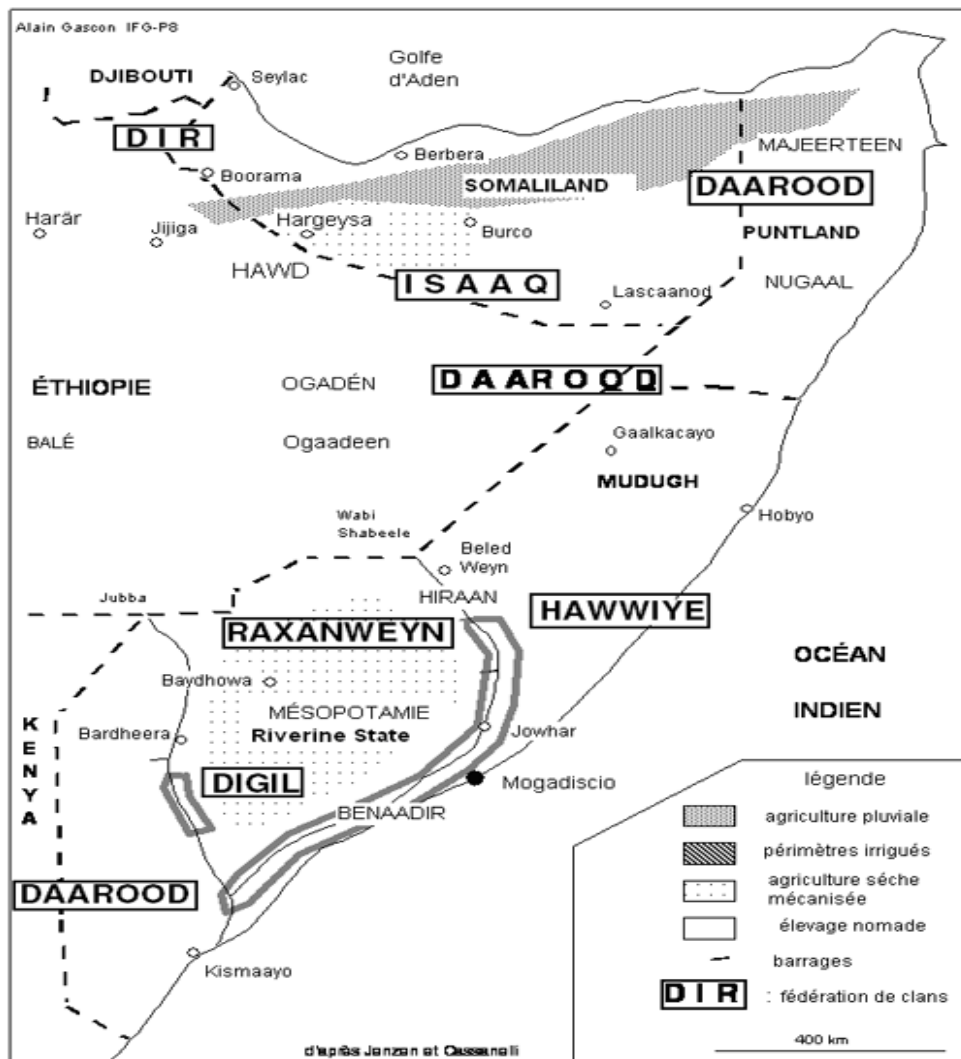 Alain Gascon IFG-P8
Golfe
d'Aden
DJIBOUTI
Seylac
DIR
Berbera
Boorama
MAJEERTEEN
SOMALILAND
DAAROOD
Harär
Jijiga
Hargeysa
Burco
PUNTLAND
HAWD
ISAAQ
NUGAAL
Lascaanod
DAAROOD
ÉTHIOPIE
OGADÉN
BALÉ
Ogaadeen
Gaalkacayo
MUDUGH
Hobyo
Wabi
Shabeele
Beled
Weyn
Jubba
HIRAAN
HAWWIYE
RAXANWEYN
OCÉAN
INDIEN
Baydhowa
MÉSOPOTAMIE
Riverine State
KENYA
Bardheera
Jowhar
DIGIL
Mogadiscio
BENAADIR
DAAROOD
Kismaayo
légende
agriculture pluviale
périmètres irrigués
agriculture séche
mécanisée
élevage nomade
barrages
DIR : fédération de clans
400 km
d'après Janzen et Cassanelli